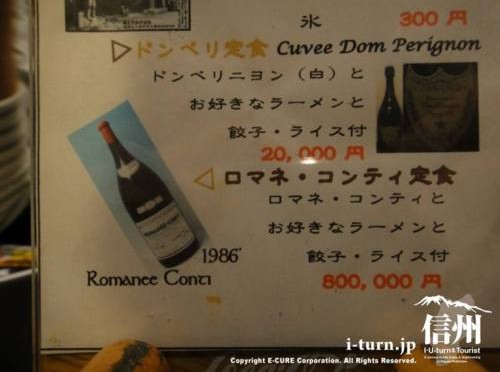 氷 300 円
▷ドンペリ定食 Cuvee Dom Perignon
ドンペリニヨン（白）と
お好きなラーメンと
餃子・ライス付
20,000 円
◁ロマネ・コンティ定食
ロマネ・コンティと
お好きなラーメンと
餃子・ライス付
800,000 円
1986'
Romanee Conti
i-turn.jp
信州
I-U-turn&Tourist
Copyright E-CURE Corporation. All Rights Reserved.